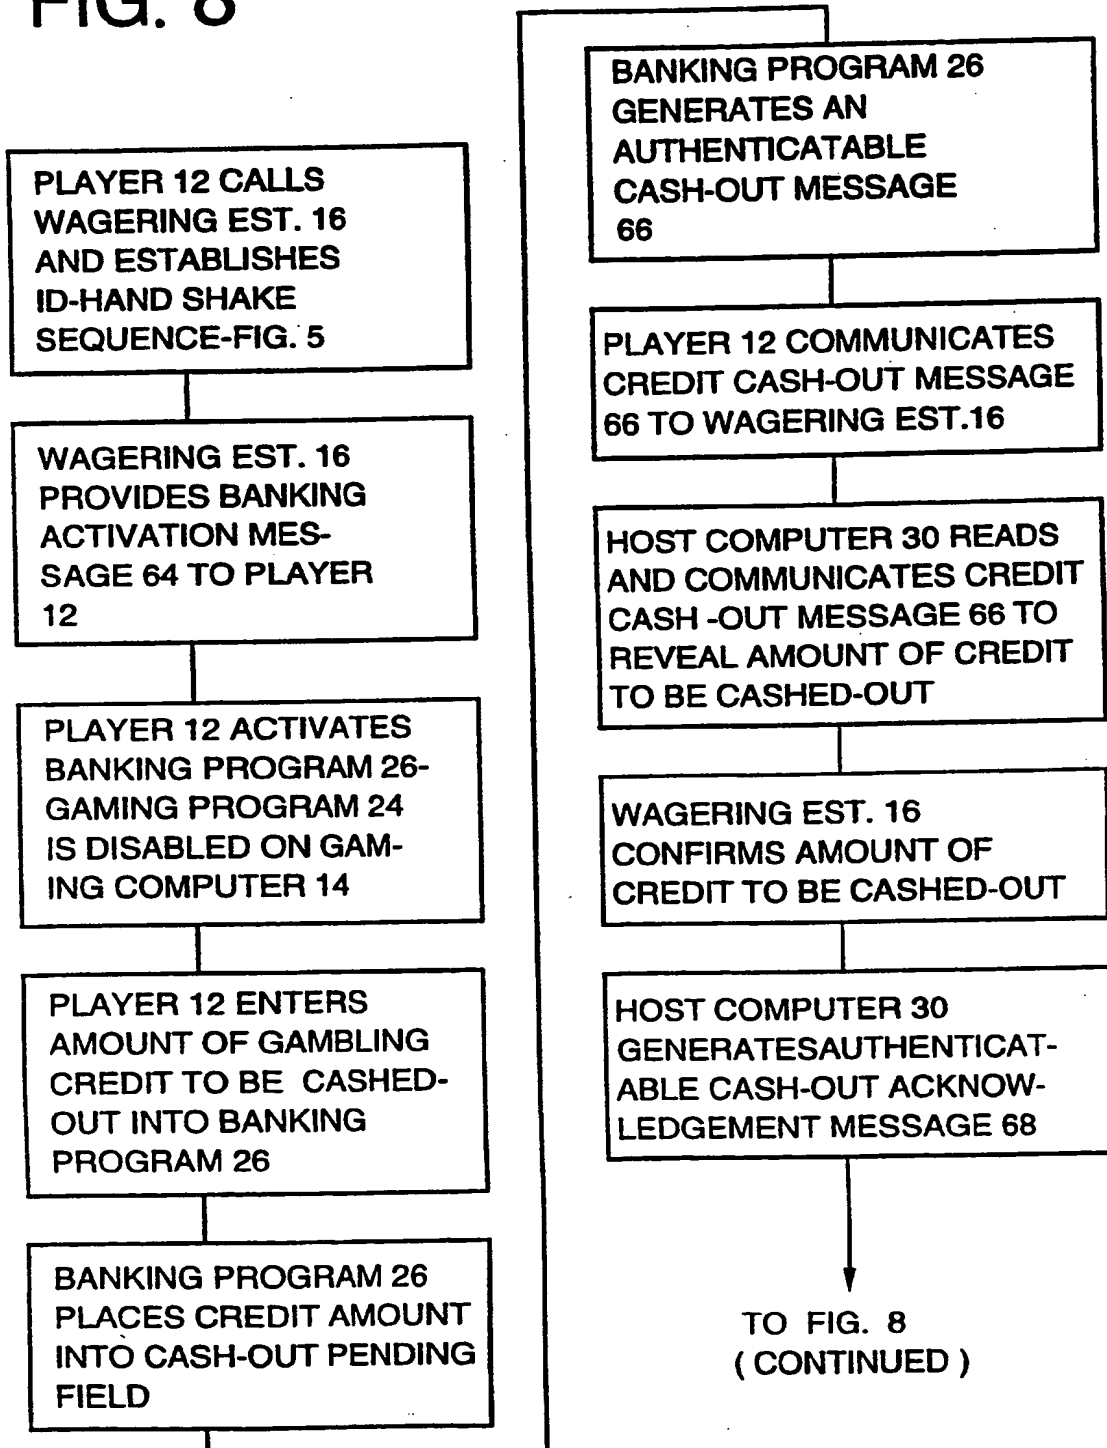 FIG. 8
PLAYER 12 CALLS
WAGERING EST. 16
AND ESTABLISHES
ID-HAND SHAKE
SEQUENCE-FIG. 5
WAGERING EST. 16
PROVIDES BANKING
ACTIVATION MES-
SAGE 64 TO PLAYER
12
PLAYER 12 ACTIVATES
BANKING PROGRAM 26-
GAMING PROGRAM 24
IS DISABLED ON GAM-
ING COMPUTER 14
PLAYER 12 ENTERS
AMOUNT OF GAMBLING
CREDIT TO BE CASHED-
OUT INTO BANKING
PROGRAM 26
BANKING PROGRAM 26
PLACES CREDIT AMOUNT
INTO CASH-OUT PENDING
FIELD
BANKING PROGRAM 26
GENERATES AN
AUTHENTICATABLE
CASH-OUT MESSAGE
66
PLAYER 12 COMMUNICATES
CREDIT CASH-OUT MESSAGE
66 TO WAGERING EST.16
HOST COMPUTER 30 READS
AND COMMUNICATES CREDIT
CASH -OUT MESSAGE 66 TO
REVEAL AMOUNT OF CREDIT
TO BE CASHED-OUT
WAGERING EST. 16
CONFIRMS AMOUNT OF
CREDIT TO BE CASHED-OUT
HOST COMPUTER 30
GENERATESAUTHENTICAT-
ABLE CASH-OUT ACKNOW-
LEDGEMENT MESSAGE 68
TO FIG. 8
( CONTINUED )